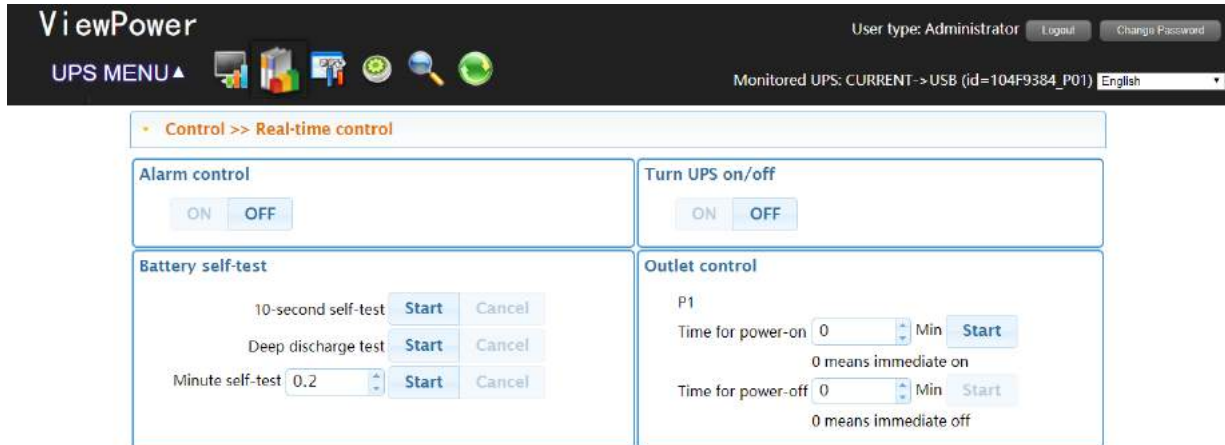 ViewPower
User type: Administrator Logout Change Password
UPS MENU▲
Monitored UPS: CURRENT->USB (id=104F9384_P01) English
Control >> Real-time control
Alarm control
ON OFF
Turn UPS on/off
ON OFF
Battery self-test
10-second self-test Start Cancel
Deep discharge test Start Cancel
Minute self-test 0.2 Start Cancel
Outlet control
P1
Time for power-on 0 Min Start
0 means immediate on
Time for power-off 0 Min Start
0 means immediate off